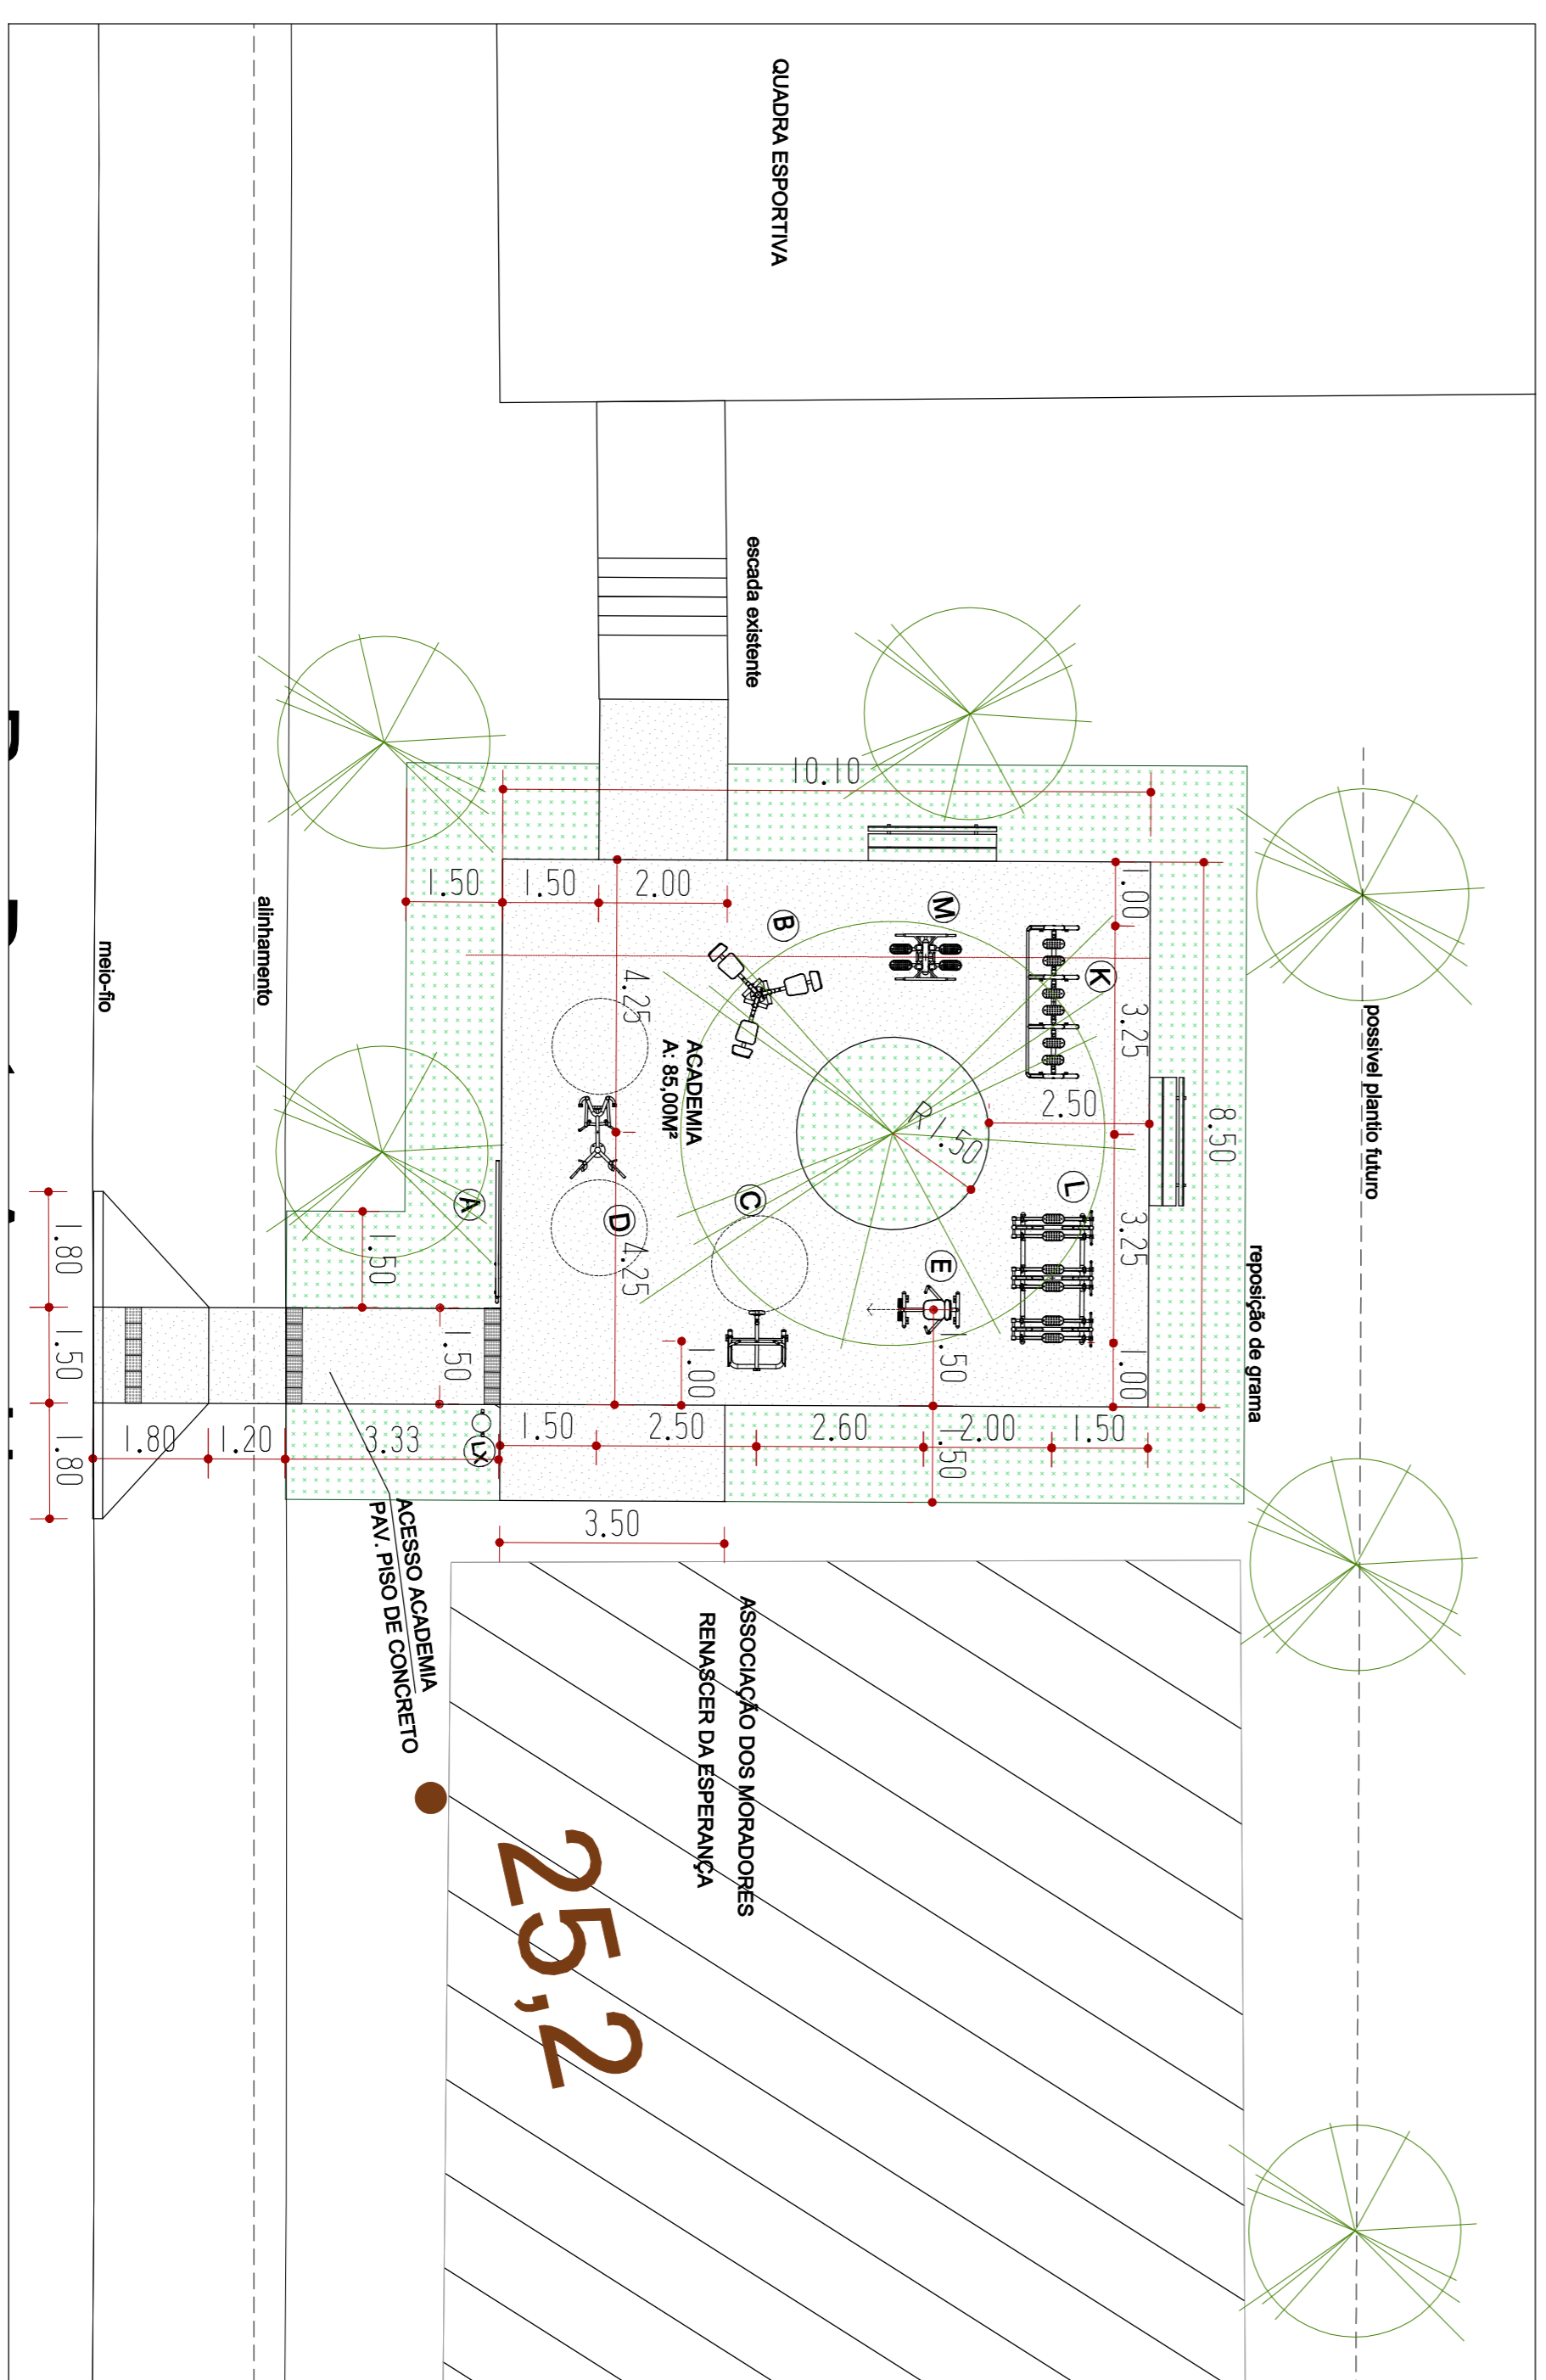 QUADRA ESPORTIVA
escada existente
possivel plantio futuro
reposição de grama
alinhamento
meio-fio
10.10
8.50
1.50
1.50
2.00
1.00
3.25
3.25
1.00
2.50
R1.50
4.25
4.25
ACADEMIA
A: 85,00M²
M
B
K
L
C
D
E
A
LX
1.50
1.50
1.00
1.50
1.50
1.50
2.50
2.60
2.00
1.50
3.50
1.80
1.50
1.80
1.80
1.20
3.33
ACESSO ACADEMIA
PAV. PISO DE CONCRETO
ASSOCIAÇÃO DOS MORADORES
RENASCER DA ESPERANÇA
25,2